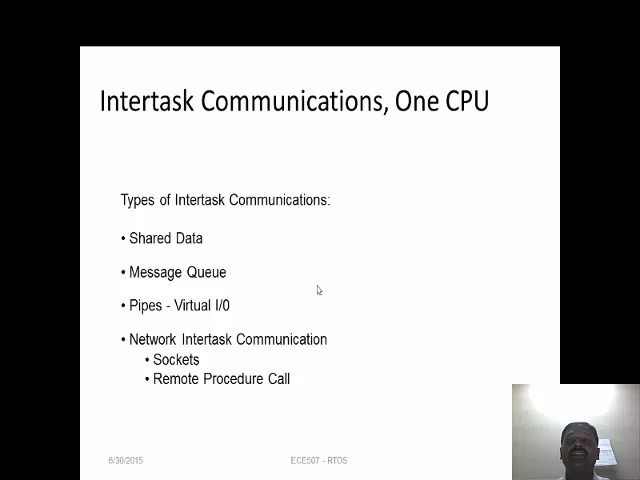 Intertask Communications, One CPU
Types of Intertask Communications:
• Shared Data
• Message Queue
• Pipes - Virtual I/0
• Network Intertask Communication
• Sockets
• Remote Procedure Call
6/30/2015 ECE507 - RTOS